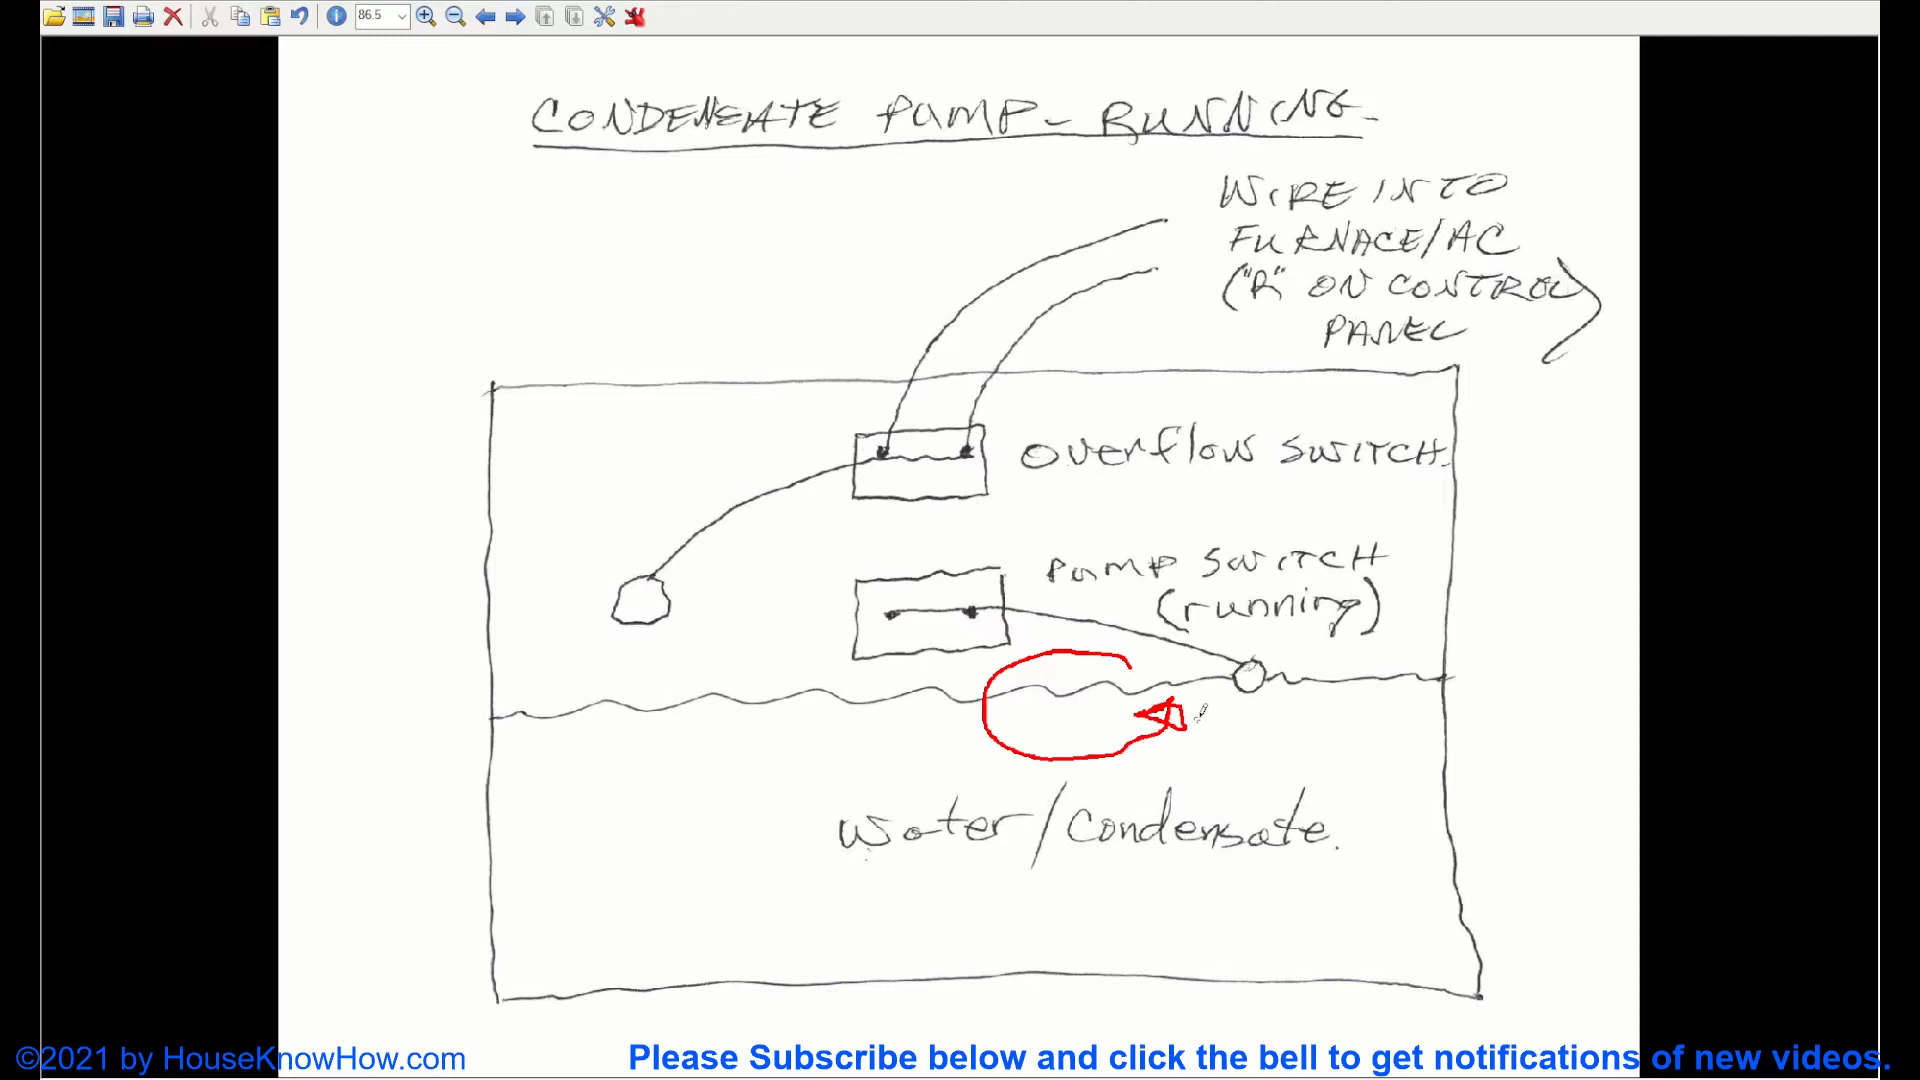 86.5
CONDENSATE PUMP - RUNNING
WIRE INTO
FURNACE/AC
("R" ON CONTROL
PANEL)
OVERFLOW SWITCH
PUMP SWITCH
(running)
Water/Condensate.
©2021 by HouseKnowHow.com
Please Subscribe below and click the bell to get notifications of new videos.